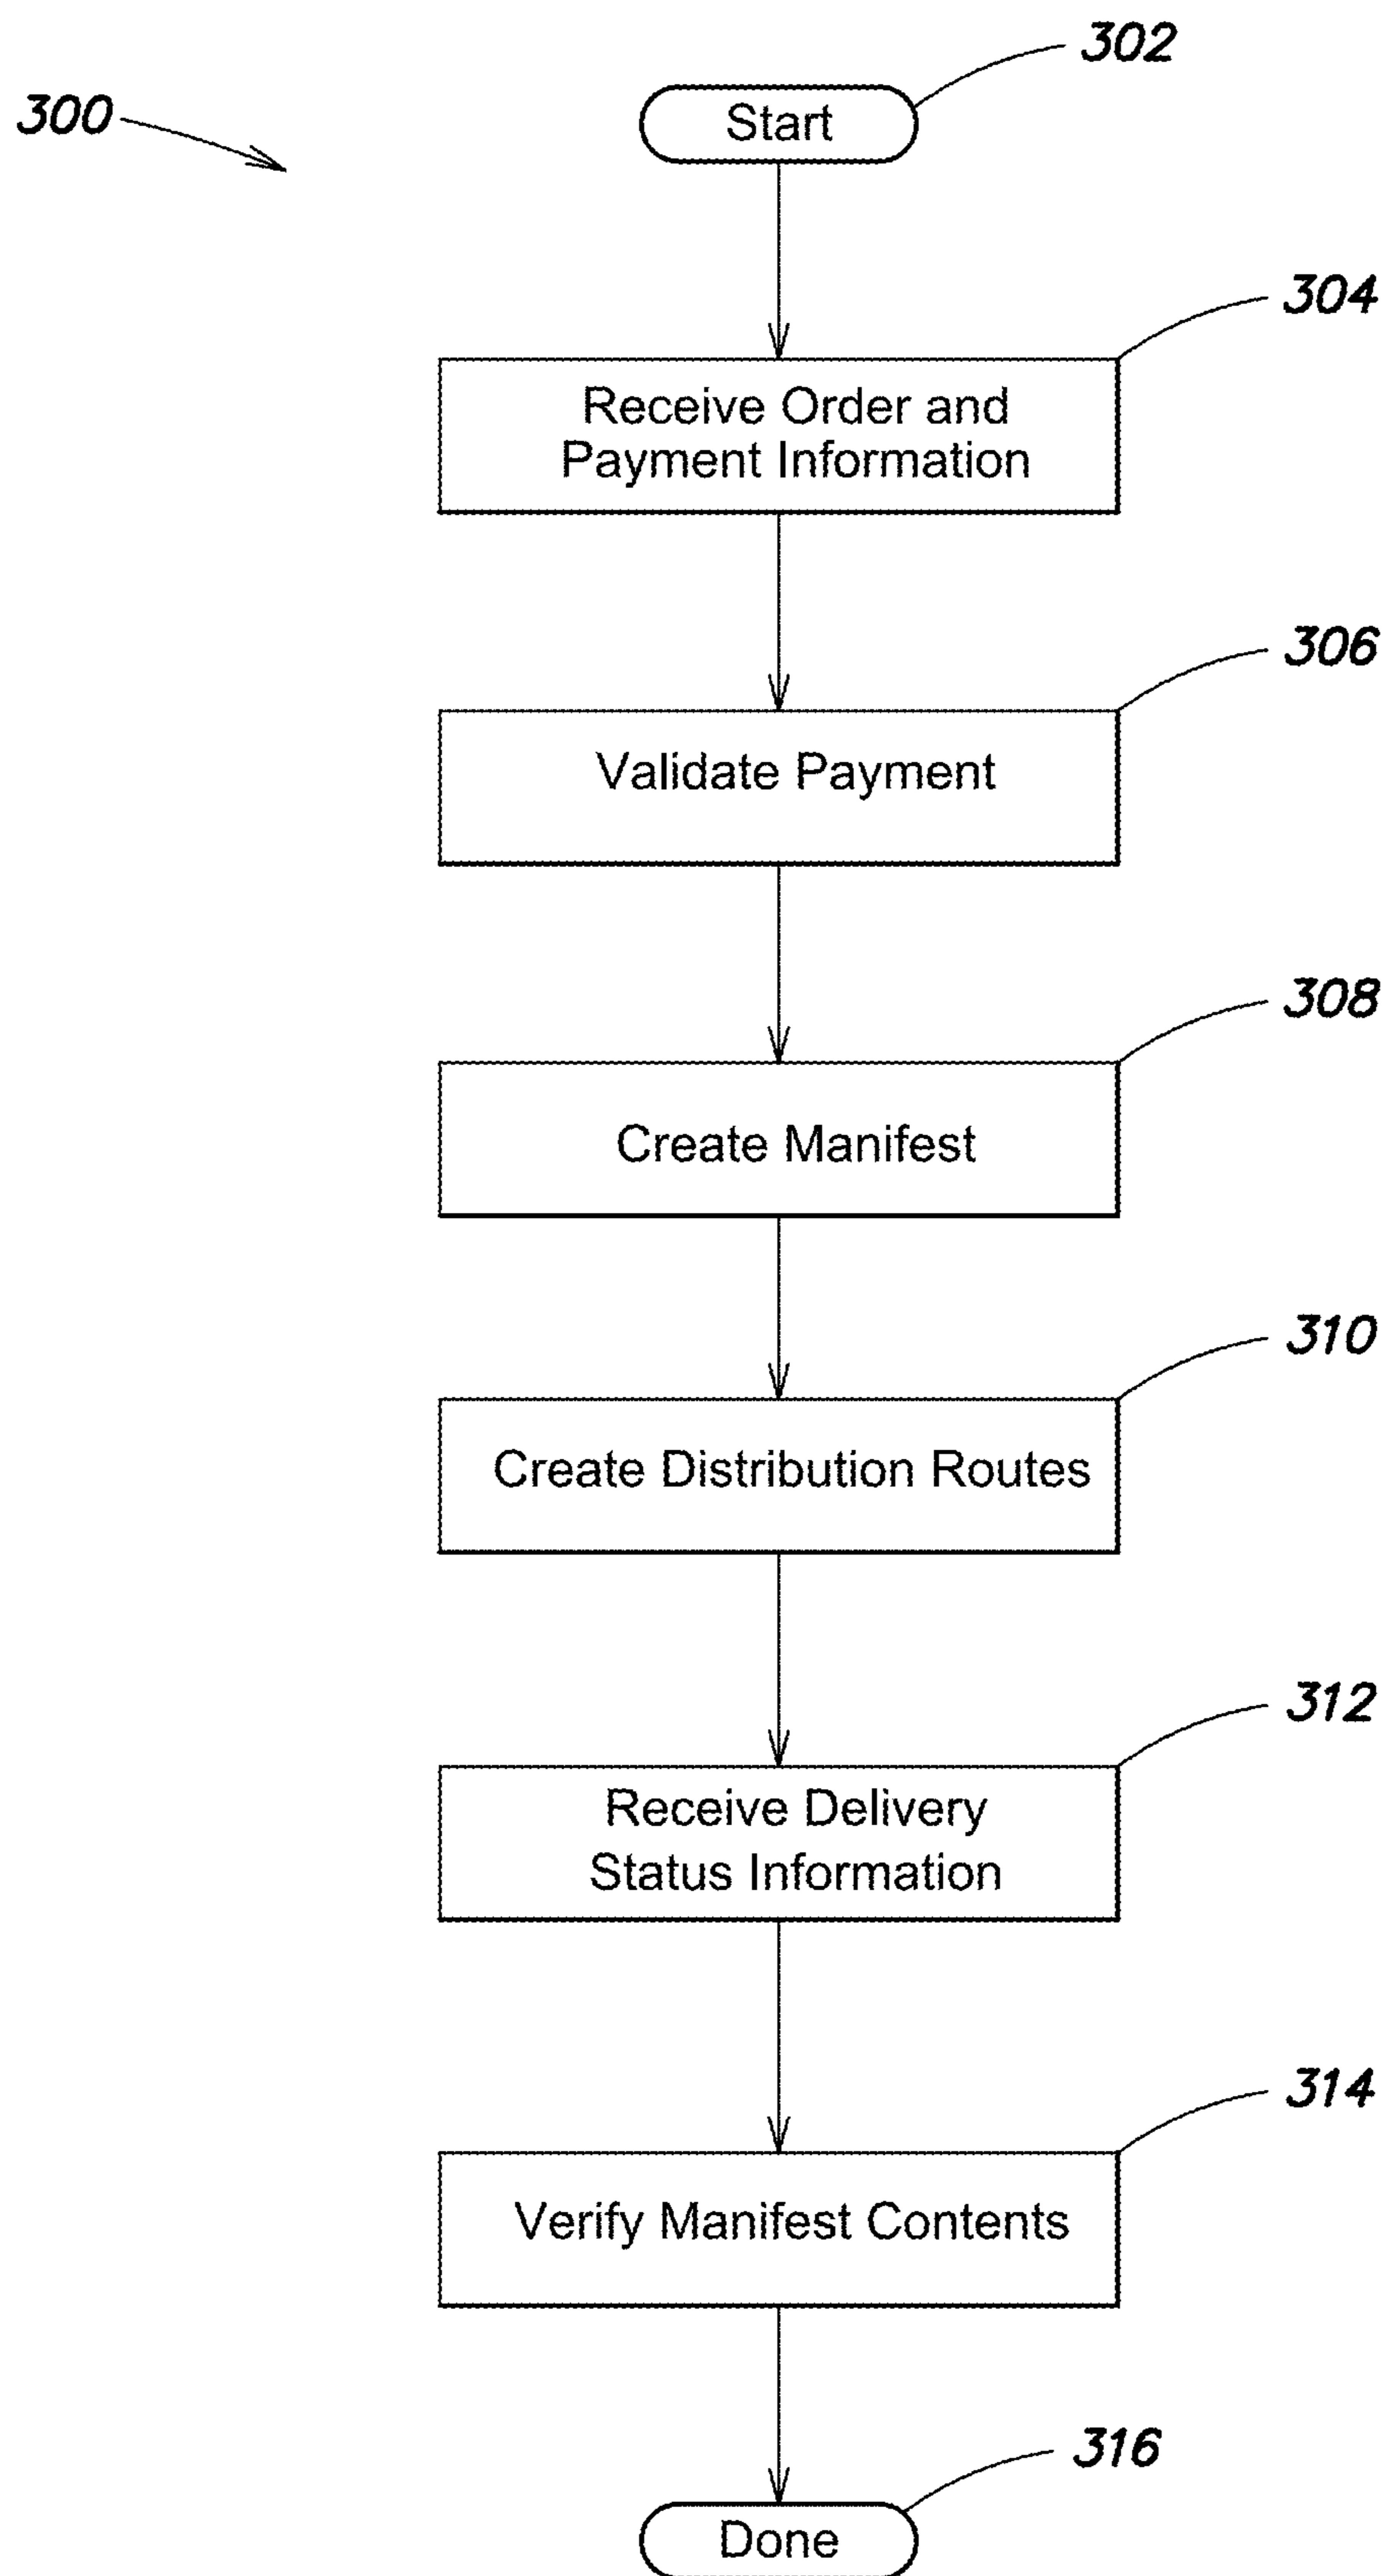 302
300
Start
304
Receive Order and
Payment Information
306
Validate Payment
308
Create Manifest
310
Create Distribution Routes
312
Receive Delivery
Status Information
314
Verify Manifest Contents
316
Done